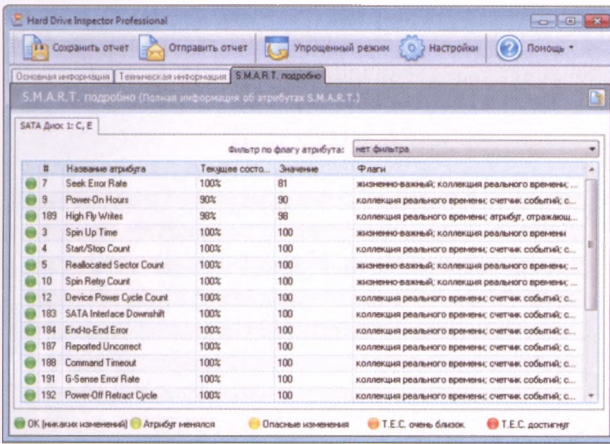 Hard Drive Inspector Professional
Сохранить отчет Отправить отчет Упрощенный режим Настройки Помощь
Основная информация Техническая информация S.M.A.R.T. подробно
S.M.A.R.T. подробно (Полная информация об атрибутах S.M.A.R.T.)
SATA Диск 1: C, E
Фильтр по флагу атрибута: нет фильтра
# Название атрибута Текущее состо... Значение Флаги
7 Seek Error Rate 100% 81 жизненно-важный; коллекция реального времени; ...
9 Power-On Hours 90% 90 коллекция реального времени; счетчик событий; с...
189 High Fly Writes 98% 98 коллекция реального времени; атрибут, отражающ...
3 Spin Up Time 100% 100 жизненно-важный; коллекция реального времени
4 Start/Stop Count 100% 100 коллекция реального времени; счетчик событий; с...
5 Reallocated Sector Count 100% 100 жизненно-важный; коллекция реального времени; ...
10 Spin Retry Count 100% 100 жизненно-важный; коллекция реального времени; ...
12 Device Power Cycle Count 100% 100 коллекция реального времени; счетчик событий; с...
183 SATA Interface Downshift 100% 100 коллекция реального времени; счетчик событий; с...
184 End-to-End Error 100% 100 коллекция реального времени; счетчик событий; с...
187 Reported Uncorrect 100% 100 коллекция реального времени; счетчик событий; с...
188 Command Timeout 100% 100 коллекция реального времени; счетчик событий; с...
191 G-Sense Error Rate 100% 100 коллекция реального времени; счетчик событий; с...
192 Power-Off Retract Cycle 100% 100 коллекция реального времени; счетчик событий; с...
OK (никаких изменений) Атрибут менялся Опасные изменения T.E.C. очень близок T.E.C. достигнут